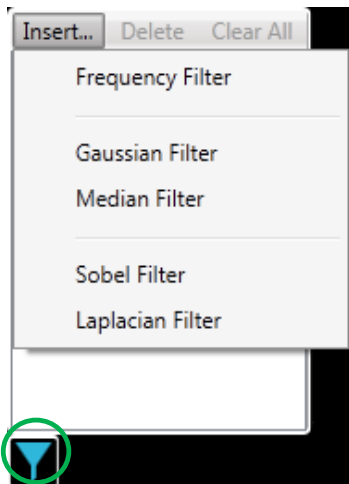 Insert... Delete Clear All
Frequency Filter
Gaussian Filter
Median Filter
Sobel Filter
Laplacian Filter